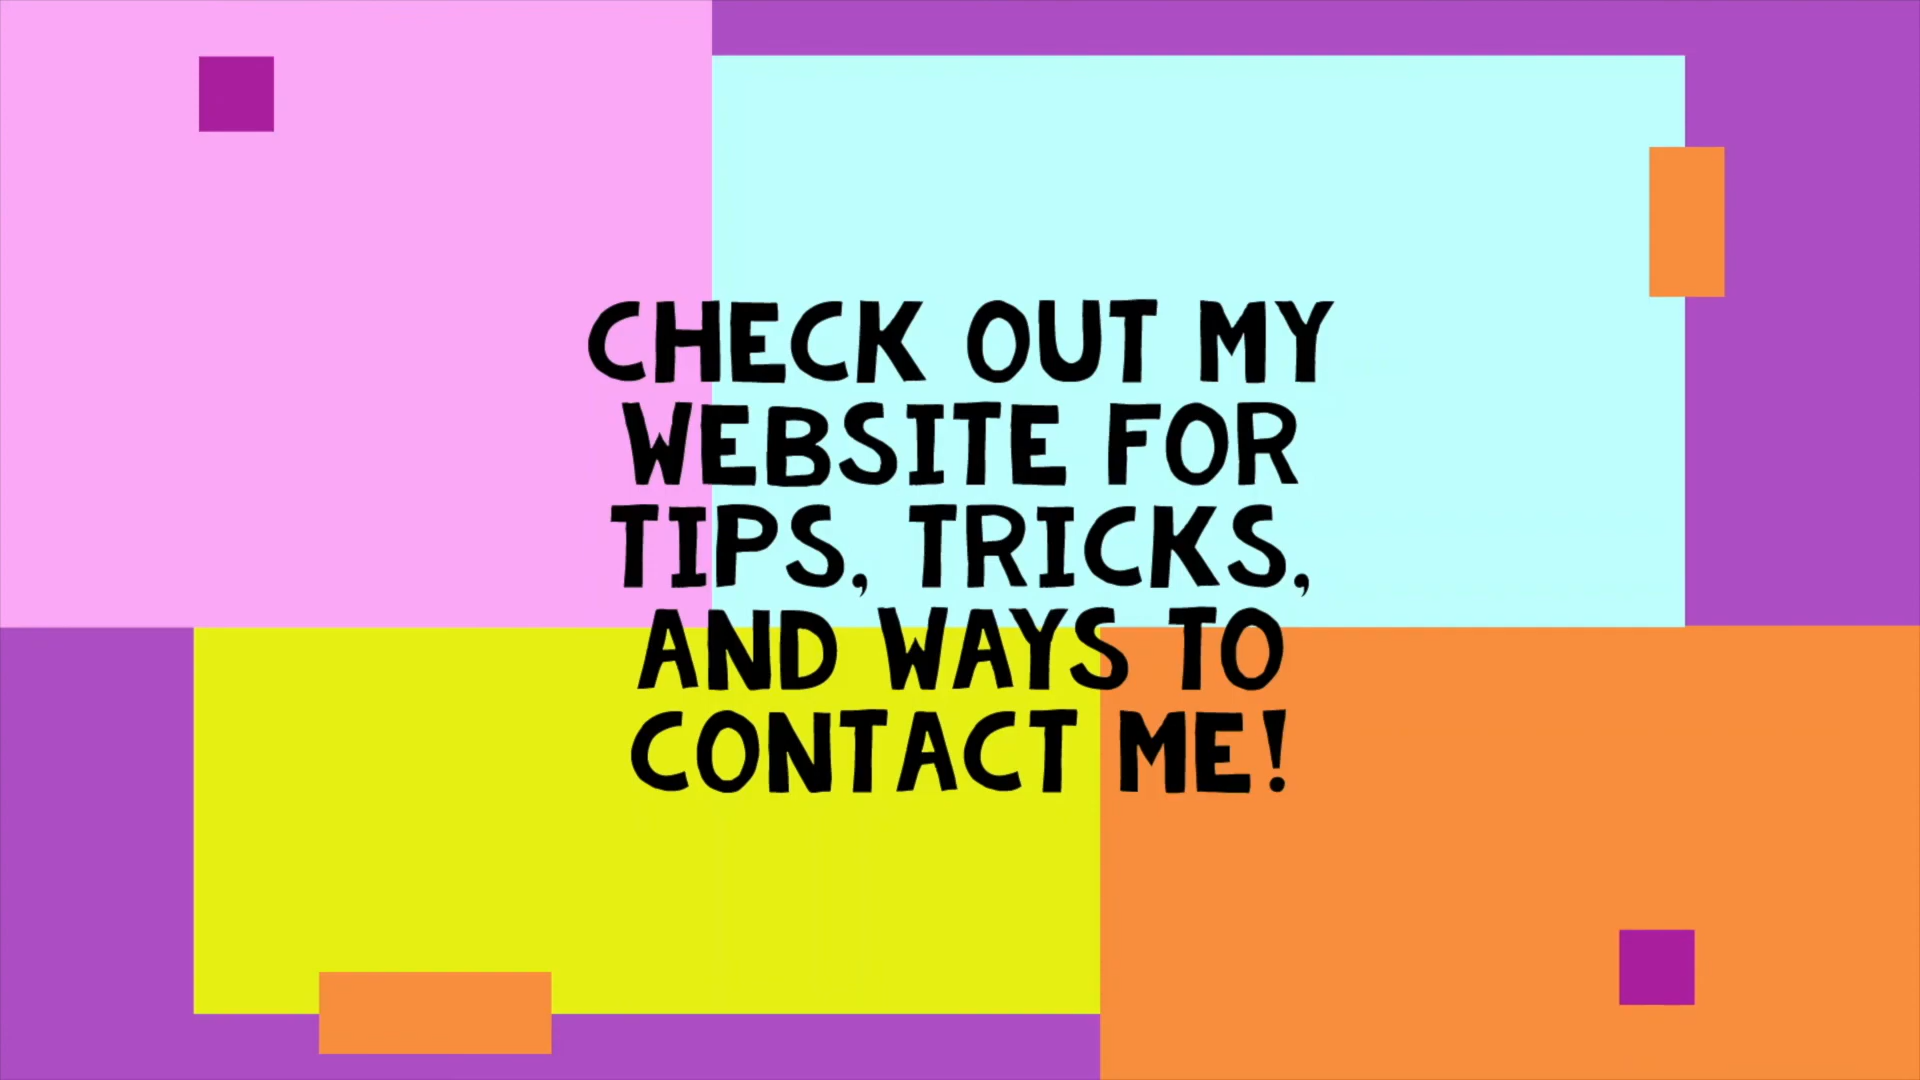 CHECK OUT MY
WEBSITE FOR
TIPS, TRICKS,
AND WAYS TO
CONTACT ME!